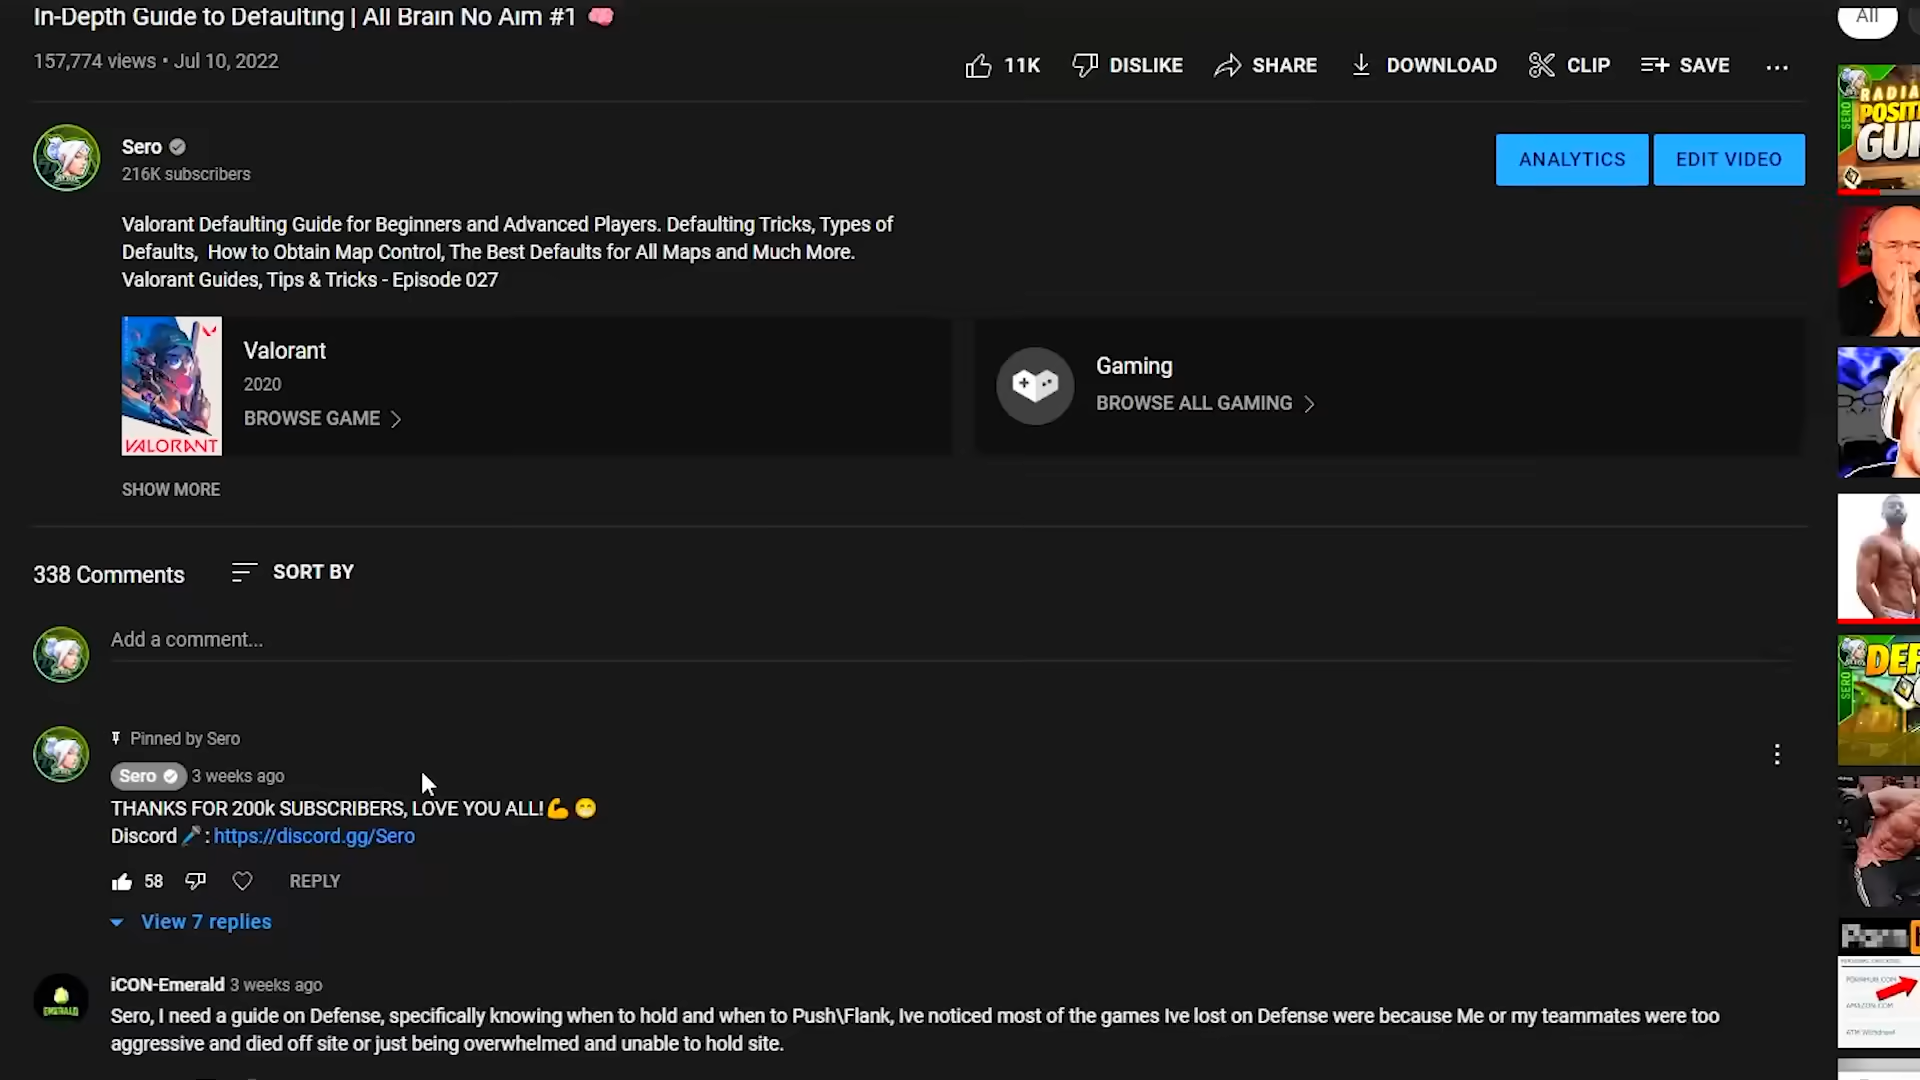 In-Depth Guide to Defaulting | All Brain No Aim #1 🧠
All
157,774 views • Jul 10, 2022
11K DISLIKE SHARE DOWNLOAD CLIP SAVE ...
Sero
216K subscribers
ANALYTICS EDIT VIDEO
Valorant Defaulting Guide for Beginners and Advanced Players. Defaulting Tricks, Types of
Defaults, How to Obtain Map Control, The Best Defaults for All Maps and Much More.
Valorant Guides, Tips & Tricks - Episode 027
Valorant
2020
BROWSE GAME
VALORANT
Gaming
BROWSE ALL GAMING
SHOW MORE
338 Comments SORT BY
Add a comment...
Pinned by Sero
Sero 3 weeks ago
THANKS FOR 200k SUBSCRIBERS, LOVE YOU ALL!💪😁
Discord🎤: https://discord.gg/Sero
58 REPLY
View 7 replies
iCON-Emerald 3 weeks ago
EMERALD
Sero, I need a guide on Defense, specifically knowing when to hold and when to Push\Flank, Ive noticed most of the games Ive lost on Defense were because Me or my teammates were too
aggressive and died off site or just being overwhelmed and unable to hold site.
SERO
SERO
AMAZON.COM
ATM Withdrawl